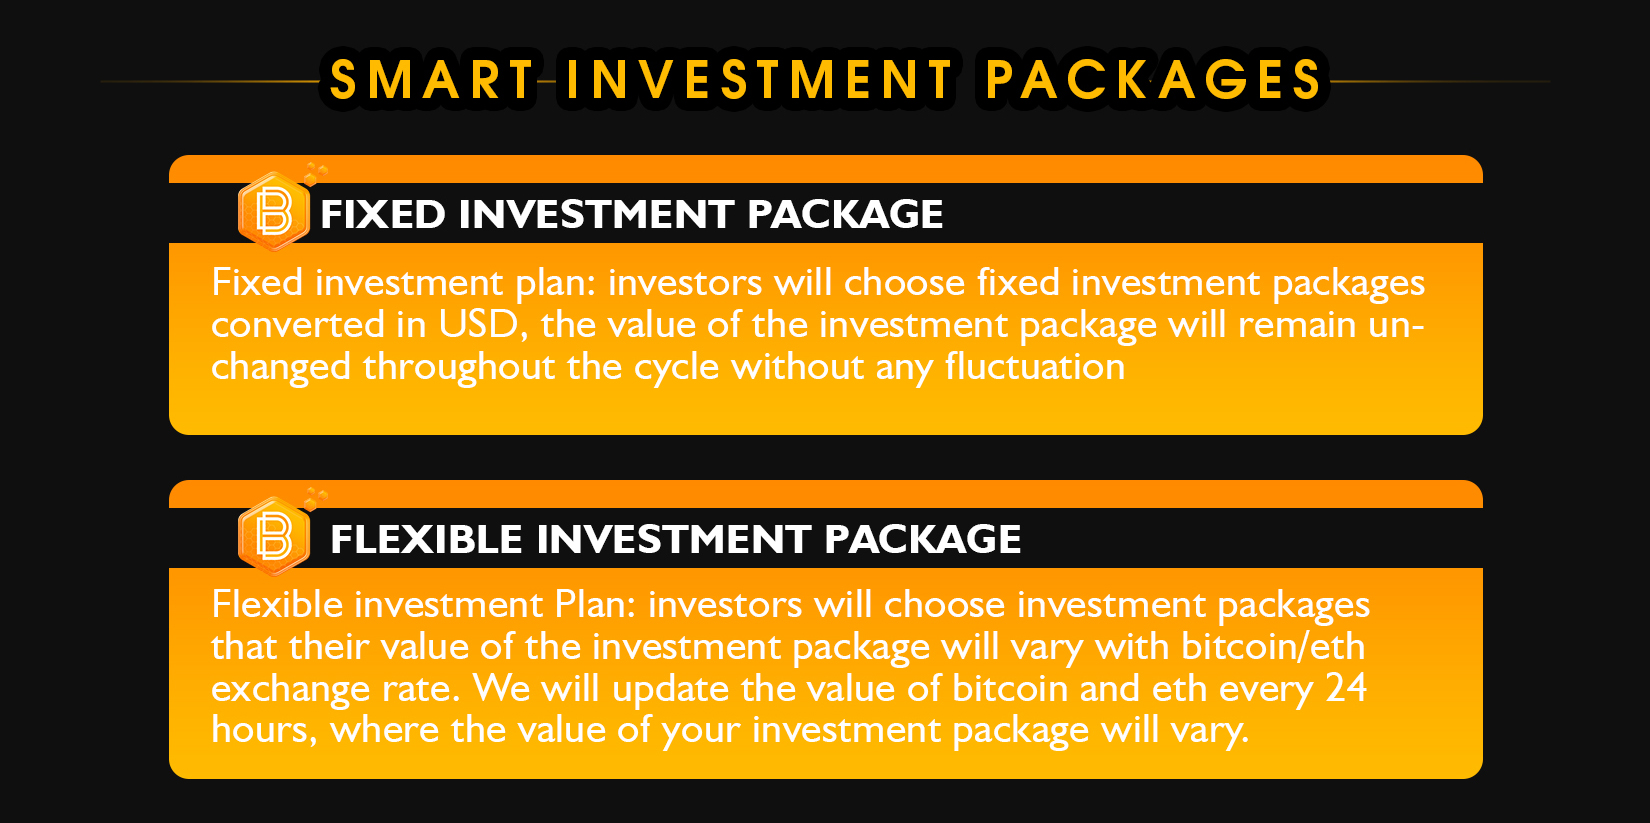 SMART INVESTMENT PACKAGES
FIXED INVESTMENT PACKAGE
Fixed investment plan: investors will choose fixed investment packages
converted in USD, the value of the investment package will remain un-
changed throughout the cycle without any fluctuation
FLEXIBLE INVESTMENT PACKAGE
Flexible investment Plan: investors will choose investment packages
that their value of the investment package will vary with bitcoin/eth
exchange rate. We will update the value of bitcoin and eth every 24
hours, where the value of your investment package will vary.